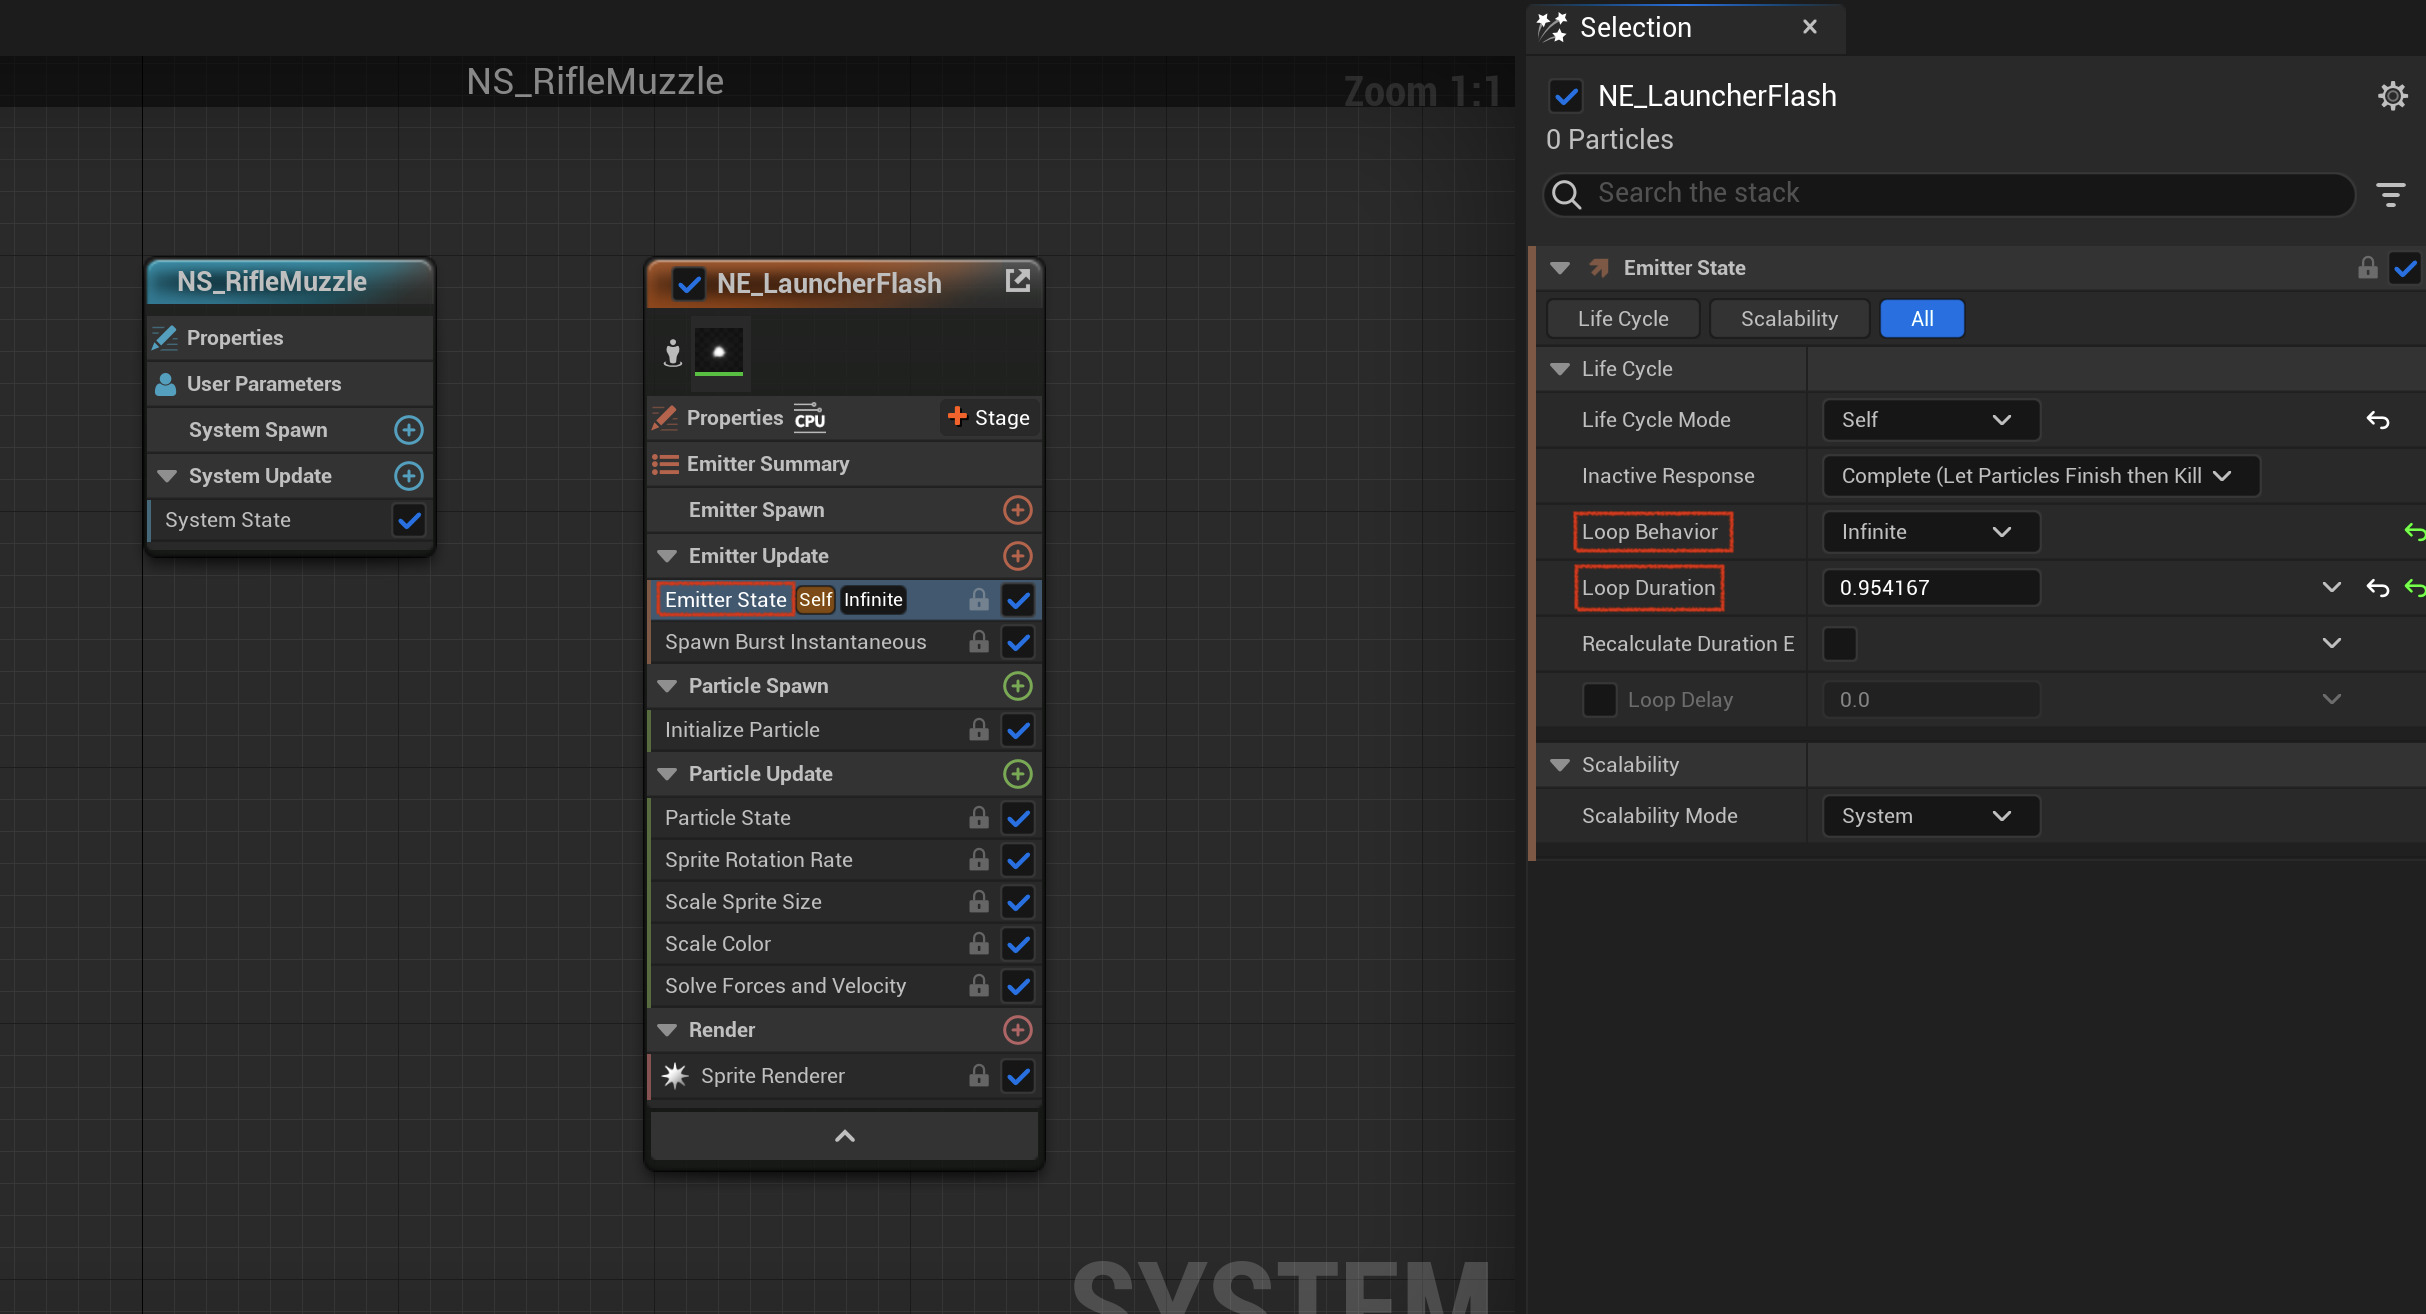 NS_RifleMuzzle
Zoom 1:1
NS_RifleMuzzle
Properties
User Parameters
System Spawn
System Update
System State
NE_LauncherFlash
Properties CPU Stage
Emitter Summary
Emitter Spawn
Emitter Update
Emitter State Self Infinite
Spawn Burst Instantaneous
Particle Spawn
Initialize Particle
Particle Update
Particle State
Sprite Rotation Rate
Scale Sprite Size
Scale Color
Solve Forces and Velocity
Render
Sprite Renderer
SYSTEM
Selection
NE_LauncherFlash
0 Particles
Search the stack
Emitter State
Life Cycle Scalability All
Life Cycle
Life Cycle Mode Self
Inactive Response Complete (Let Particles Finish then Kill
Loop Behavior Infinite
Loop Duration 0.954167
Recalculate Duration E
Loop Delay 0.0
Scalability
Scalability Mode System